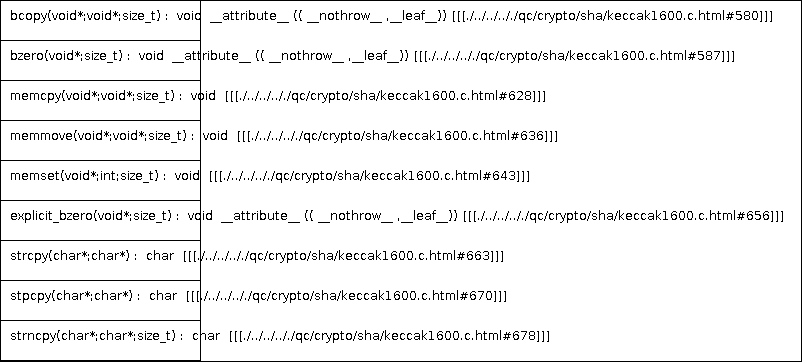 bcopy(void*;void*;size_t) : void __attribute__ (( __nothrow__ ,__leaf__)) [[[./../../../qc/crypto/sha/keccak1600.c.html#580]]]
bzero(void*;size_t) : void __attribute__ (( __nothrow__ ,__leaf__)) [[[./../../../qc/crypto/sha/keccak1600.c.html#587]]]
memcpy(void*;void*;size_t) : void [[[./../../../qc/crypto/sha/keccak1600.c.html#628]]]
memmove(void*;void*;size_t) : void [[[./../../../qc/crypto/sha/keccak1600.c.html#636]]]
memset(void*;int;size_t) : void [[[./../../../qc/crypto/sha/keccak1600.c.html#643]]]
explicit_bzero(void*;size_t) : void __attribute__ (( __nothrow__ ,__leaf__)) [[[./../../../qc/crypto/sha/keccak1600.c.html#656]]]
strcpy(char*;char*) : char [[[./../../../qc/crypto/sha/keccak1600.c.html#663]]]
stpcpy(char*;char*) : char [[[./../../../qc/crypto/sha/keccak1600.c.html#670]]]
strncpy(char*;char*;size_t) : char [[[./../../../qc/crypto/sha/keccak1600.c.html#678]]]